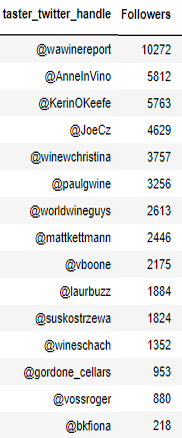 taster_twitter_handle Followers
@wawinereport 10272
@AnneInVino 5812
@KerinOKeefe 5763
@JoeCz 4629
@winewchristina 3757
@paulgwine 3256
@worldwineguys 2613
@mattkettmann 2446
@vboone 2175
@laurbuzz 1884
@suskostrzewa 1824
@wineschach 1352
@gordone_cellars 953
@vossroger 880
@bkfiona 218